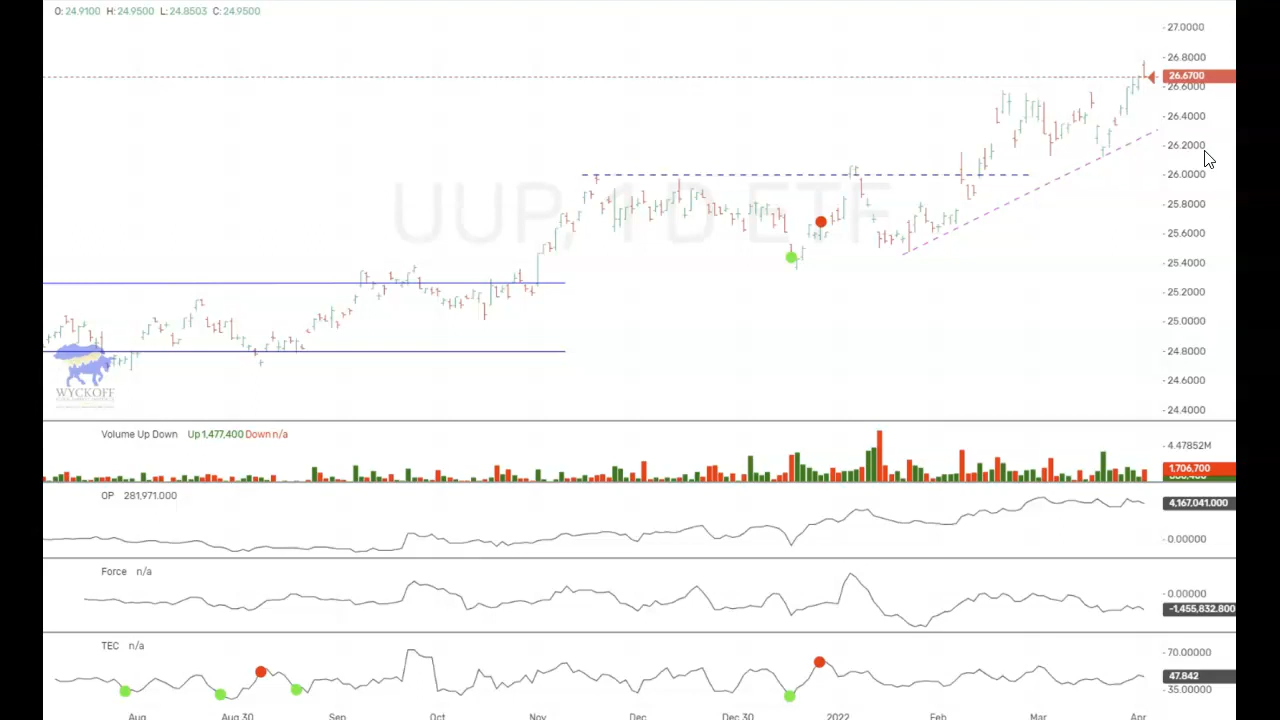 O: 24.9100 H: 24.9500 L: 24.8503 C: 24.9500
27.0000
26.8000
26.6700
26.6000
26.4000
26.2000
26.0000
UUP, 1 D ETF
25.8000
25.6000
25.4000
25.2000
25.0000
24.8000
24.6000
24.4000
WYCKOFF
Volume Up Down Up 1,477,400 Down n/a
4.47852M
1,706,700
OP 281,971.000
4,167,041.000
0.00000
Force n/a
0.00000
-1,455,832.800
TEC n/a
70.00000
47.842
35.00000
Aug Aug 30 Sep Oct Nov Dec Dec 30 2022 Feb Mar Apr